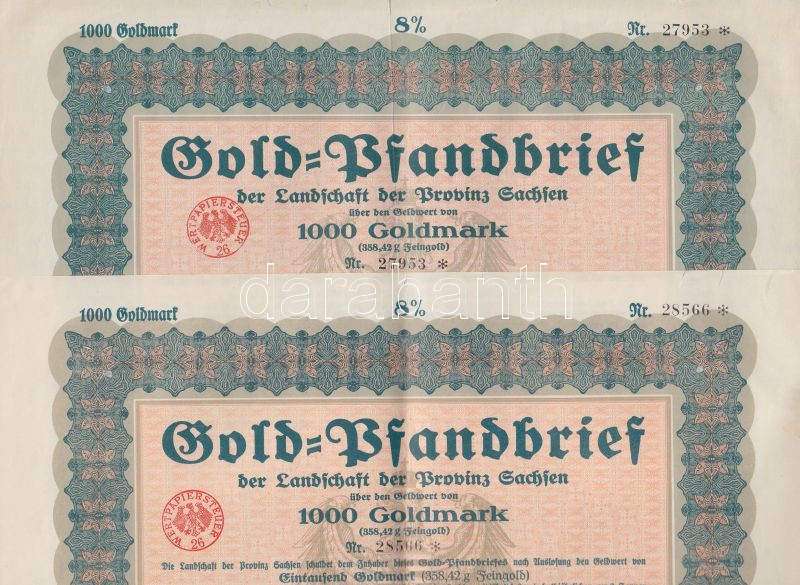 1000 Goldmark 8% Nr. 27953 *
Gold=Pfandbrief
der Landschaft der Provinz Sachsen
über den Geldwert von
1000 Goldmark
(358,42 g Feingold)
Nr. 27953 *
WERTPAPIERSTEUER
W 26
darabanth
1000 Goldmark 8% Nr. 28566 *
Gold=Pfandbrief
der Landschaft der Provinz Sachsen
über den Geldwert von
1000 Goldmark
(358,42 g Feingold)
Nr. 28566 *
WERTPAPIERSTEUER
W 26
Die Landschaft der Provinz Sachsen schuldet dem Inhaber dieses Gold-Pfandbriefes nach Auslosung den Geldwert von
Eintausend Goldmark (358,42 g Feingold)